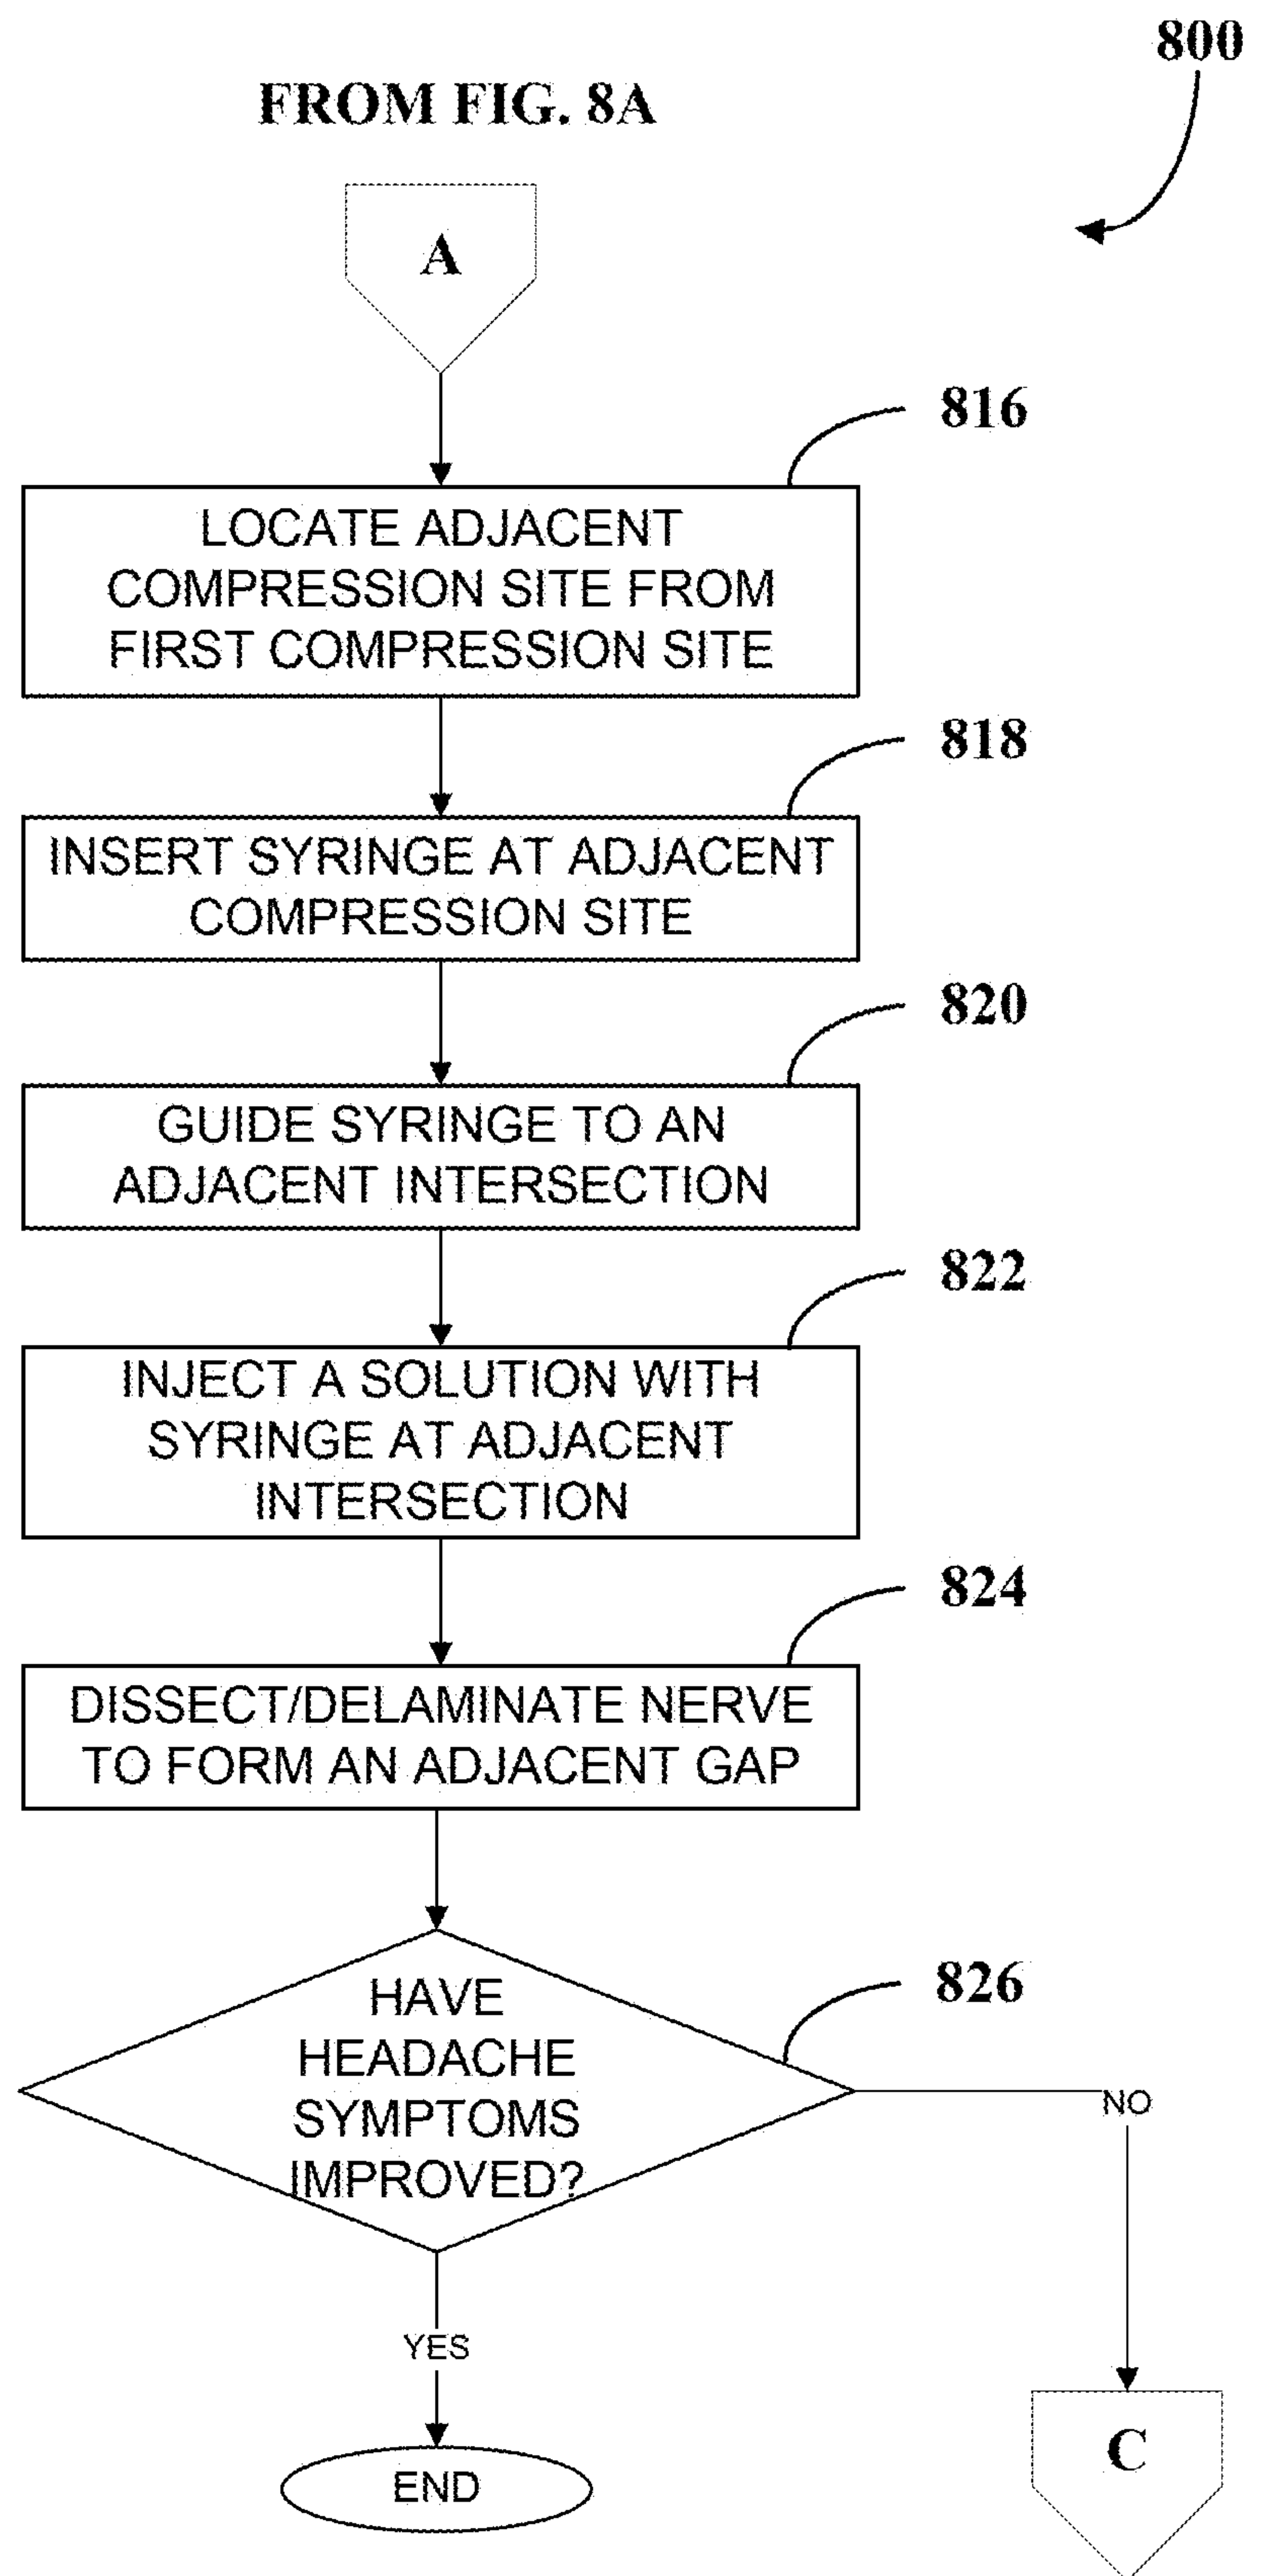 800
FROM FIG. 8A
A
816
LOCATE ADJACENT
COMPRESSION SITE FROM
FIRST COMPRESSION SITE
818
INSERT SYRINGE AT ADJACENT
COMPRESSION SITE
820
GUIDE SYRINGE TO AN
ADJACENT INTERSECTION
822
INJECT A SOLUTION WITH
SYRINGE AT ADJACENT
INTERSECTION
824
DISSECT/DELAMINATE NERVE
TO FORM AN ADJACENT GAP
826
HAVE
HEADACHE
SYMPTOMS
IMPROVED?
NO
YES
END
C